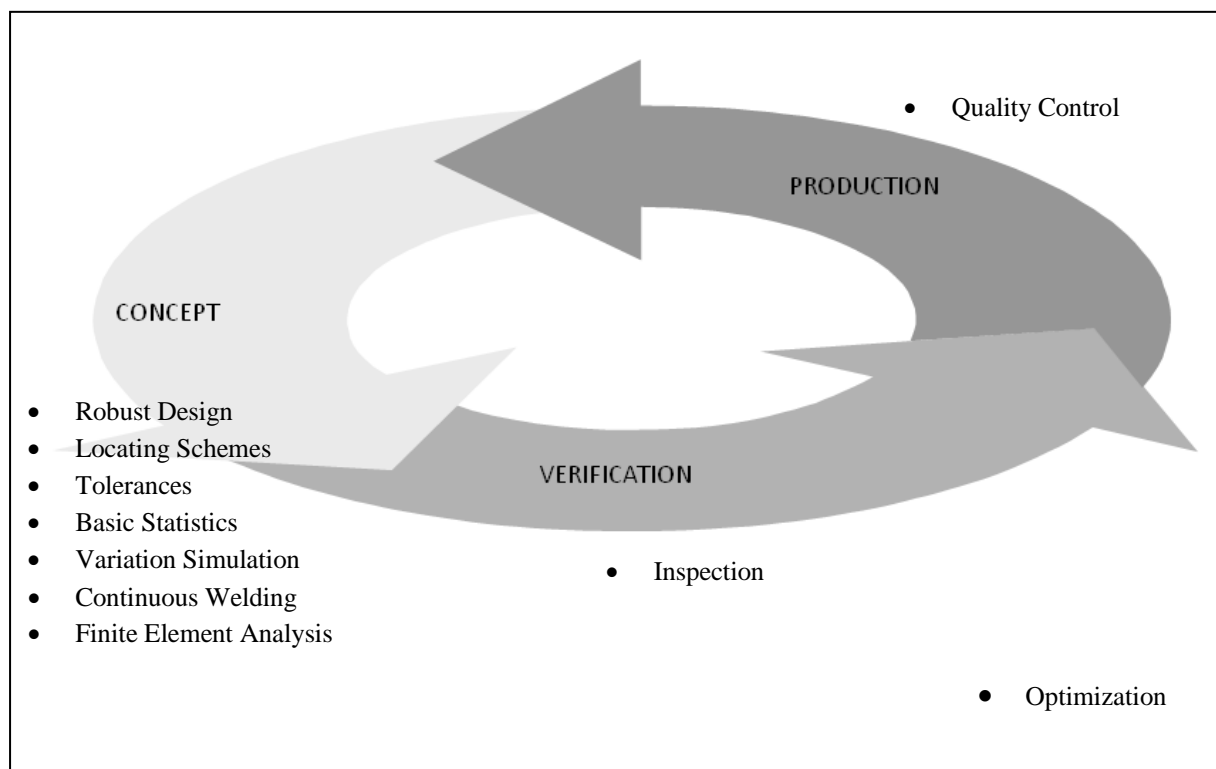 • Quality Control
PRODUCTION
CONCEPT
• Robust Design
• Locating Schemes
• Tolerances
• Basic Statistics
• Variation Simulation
• Continuous Welding
• Finite Element Analysis
VERIFICATION
• Inspection
• Optimization